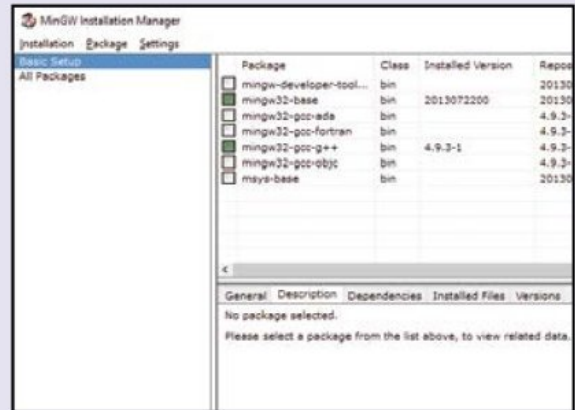 MinGW Installation Manager
Installation Package Settings
Basic Setup
All Packages
Package Class Installed Version Repos
mingw-developer-tool... bin 20130
mingw32-base bin 2013072200 20130
mingw32-gcc-ada bin 4.9.3-
mingw32-gcc-fortran bin 4.9.3-
mingw32-gcc-g++ bin 4.9.3-1 4.9.3-
mingw32-gcc-objc bin 4.9.3-
msys-base bin 20130
General Description Dependencies Installed Files Versions
No package selected.
Please select a package from the list above, to view related data.